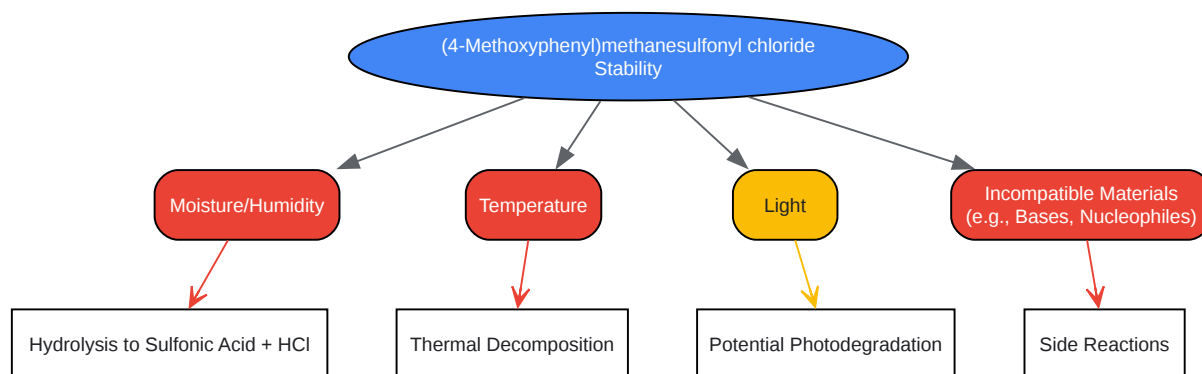 (4-Methoxyphenyl)methanesulfonyl chloride
Stability
Moisture/Humidity
Temperature
Light
Incompatible Materials
(e.g., Bases, Nucleophiles)
Hydrolysis to Sulfonic Acid + HCl
Thermal Decomposition
Potential Photodegradation
Side Reactions